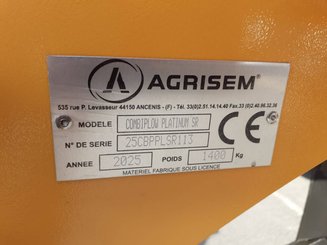 AGRISEM®
535 rue P. Levasseur 44150 ANCENIS - (F) - Tél. 33(0)2.51.14.14.40 Fax.33 (0)2.40.96.32.36
MODELE COMBIPLOW PLATINUM SR
N° DE SERIE 25CBPPLSR113
ANNEE 2025 POIDS 1400 Kg
CE
MATERIEL FABRIQUE SOUS LICENCE